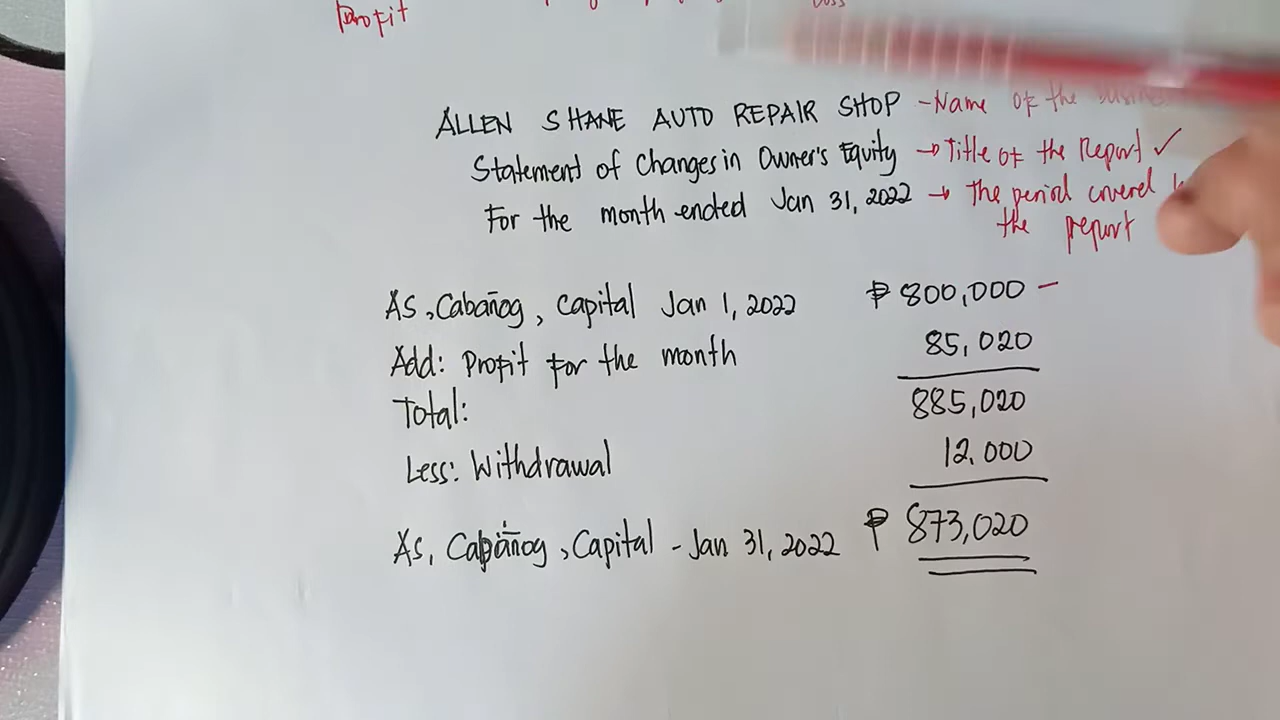 Profit
loss
ALLEN SHANE AUTO REPAIR SHOP - Name of the
Statement of Changes in Owner's Equity → Title of the Report ✓
For the month ended Jan 31, 2022 → The period covered
the report
AS, Cabañog, Capital Jan 1, 2022 ₱ 800,000 -
Add: Profit for the month 85,020
Total: 885,020
Less: Withdrawal 12,000
AS, Cabañog, Capital - Jan 31, 2022 ₱ 873,020